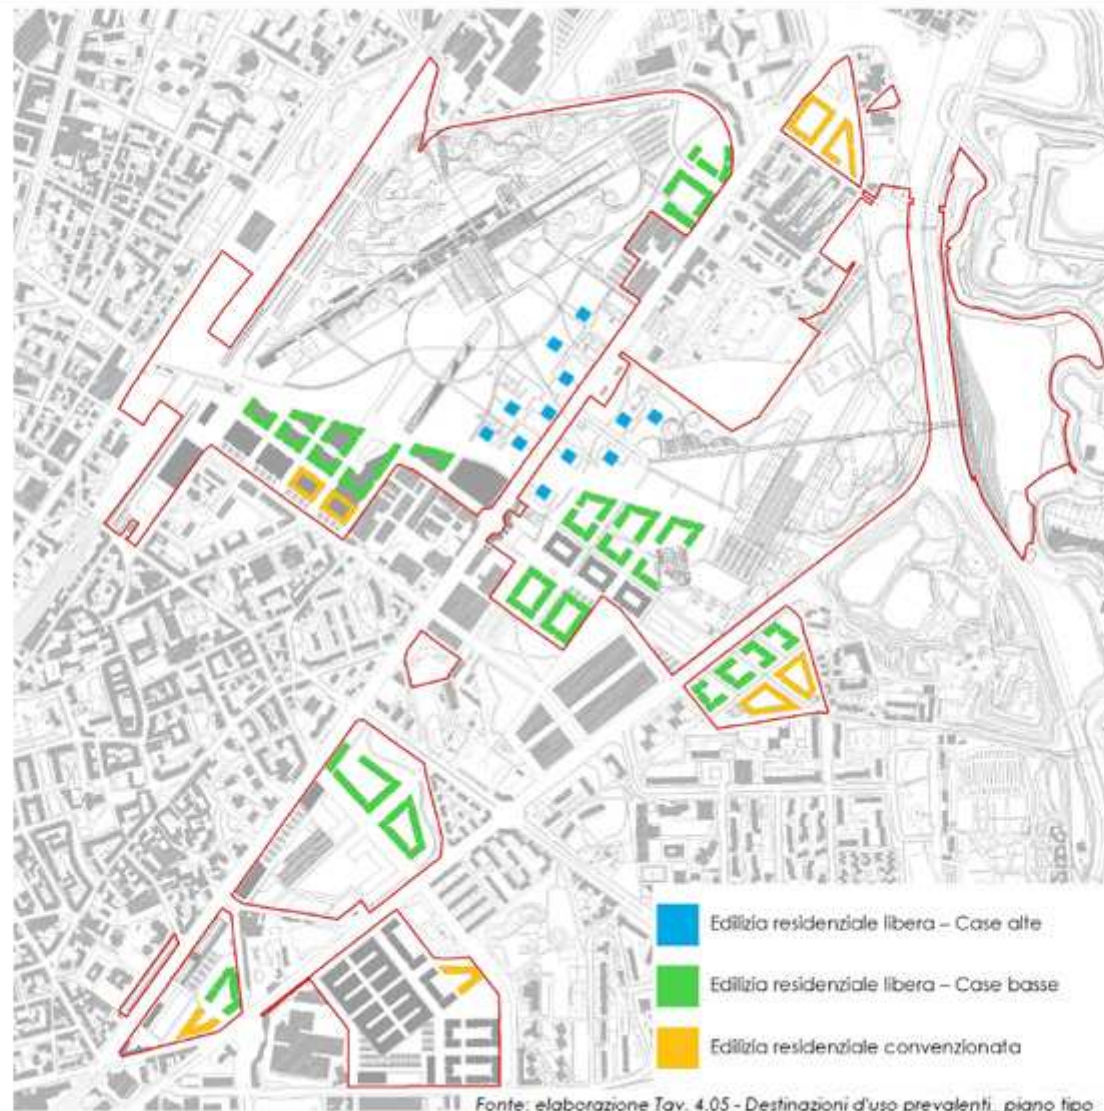 Edilizia residenziale libera – Case alte
Edilizia residenziale libera – Case basse
Edilizia residenziale convenzionata
Fonte: elaborazione Tav. 4.05 - Destinazioni d'uso prevalenti piano tipo